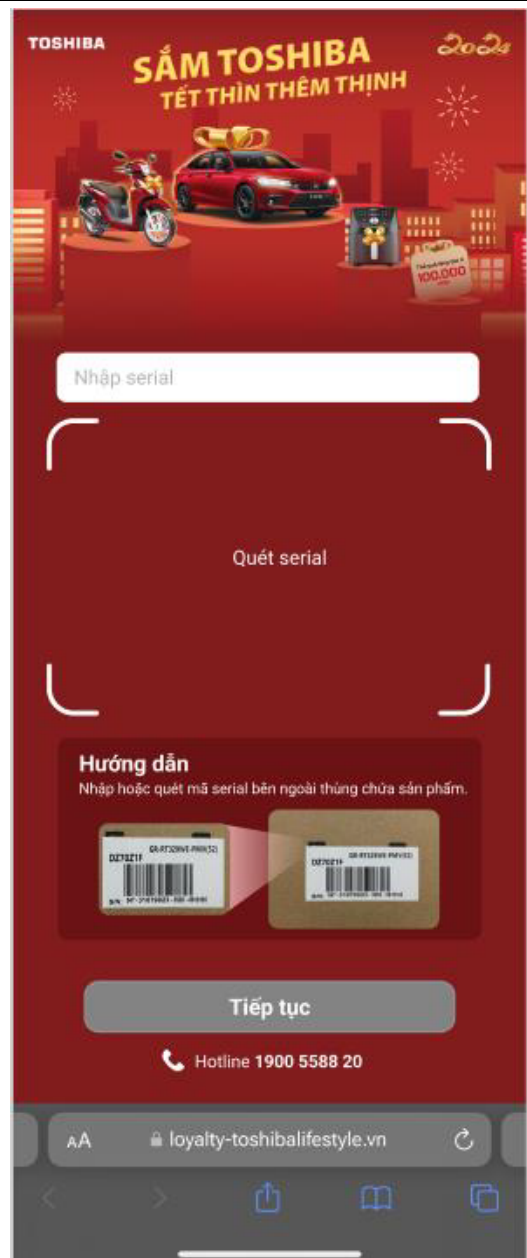 TOSHIBA
2024
SẮM TOSHIBA
TẾT THÌN THÊM THỊNH
100.000
Nhập serial
Quét serial
Hướng dẫn
Nhập hoặc quét mã serial bên ngoài thùng chứa sản phẩm.
DZ70Z1F
DZ70Z1F
Tiếp tục
Hotline 1900 5588 20
AA
loyalty-toshibalifestyle.vn